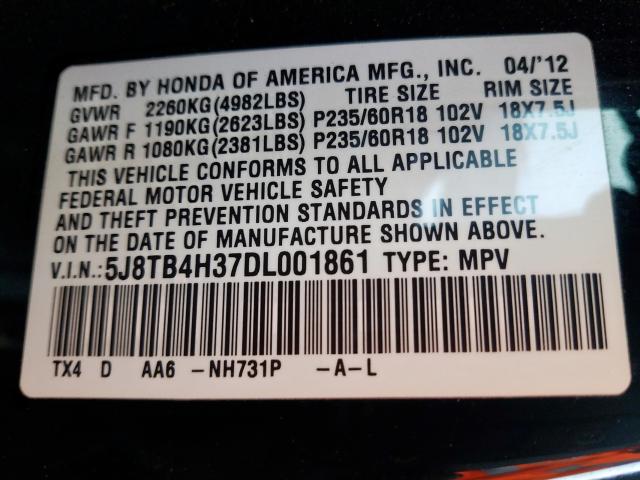 MFD. BY HONDA OF AMERICA MFG., INC. 04/'12
GVWR 2260KG(4982LBS) TIRE SIZE RIM SIZE
GAWR F 1190KG(2623LBS) P235/60R18 102V 18X7.5J
GAWR R 1080KG(2381LBS) P235/60R18 102V 18X7.5J
THIS VEHICLE CONFORMS TO ALL APPLICABLE
FEDERAL MOTOR VEHICLE SAFETY
AND THEFT PREVENTION STANDARDS IN EFFECT
ON THE DATE OF MANUFACTURE SHOWN ABOVE.
V.I.N.:5J8TB4H37DL001861 TYPE: MPV
TX4 D AA6 -NH731P -A-L